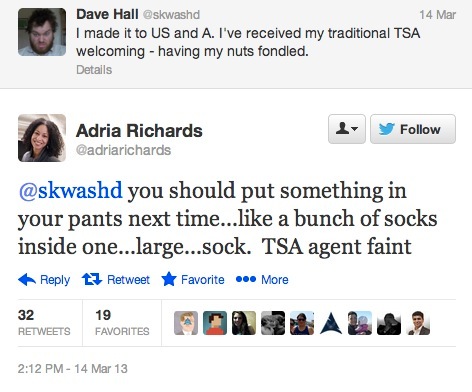 Dave Hall @skwashd 14 Mar
I made it to US and A. I've received my traditional TSA
welcoming - having my nuts fondled.
Details
Adria Richards
@adriarichards
Follow
@skwashd you should put something in
your pants next time...like a bunch of socks
inside one...large...sock. TSA agent faint
Reply Retweet Favorite More
32 19
RETWEETS FAVORITES
2:12 PM - 14 Mar 13